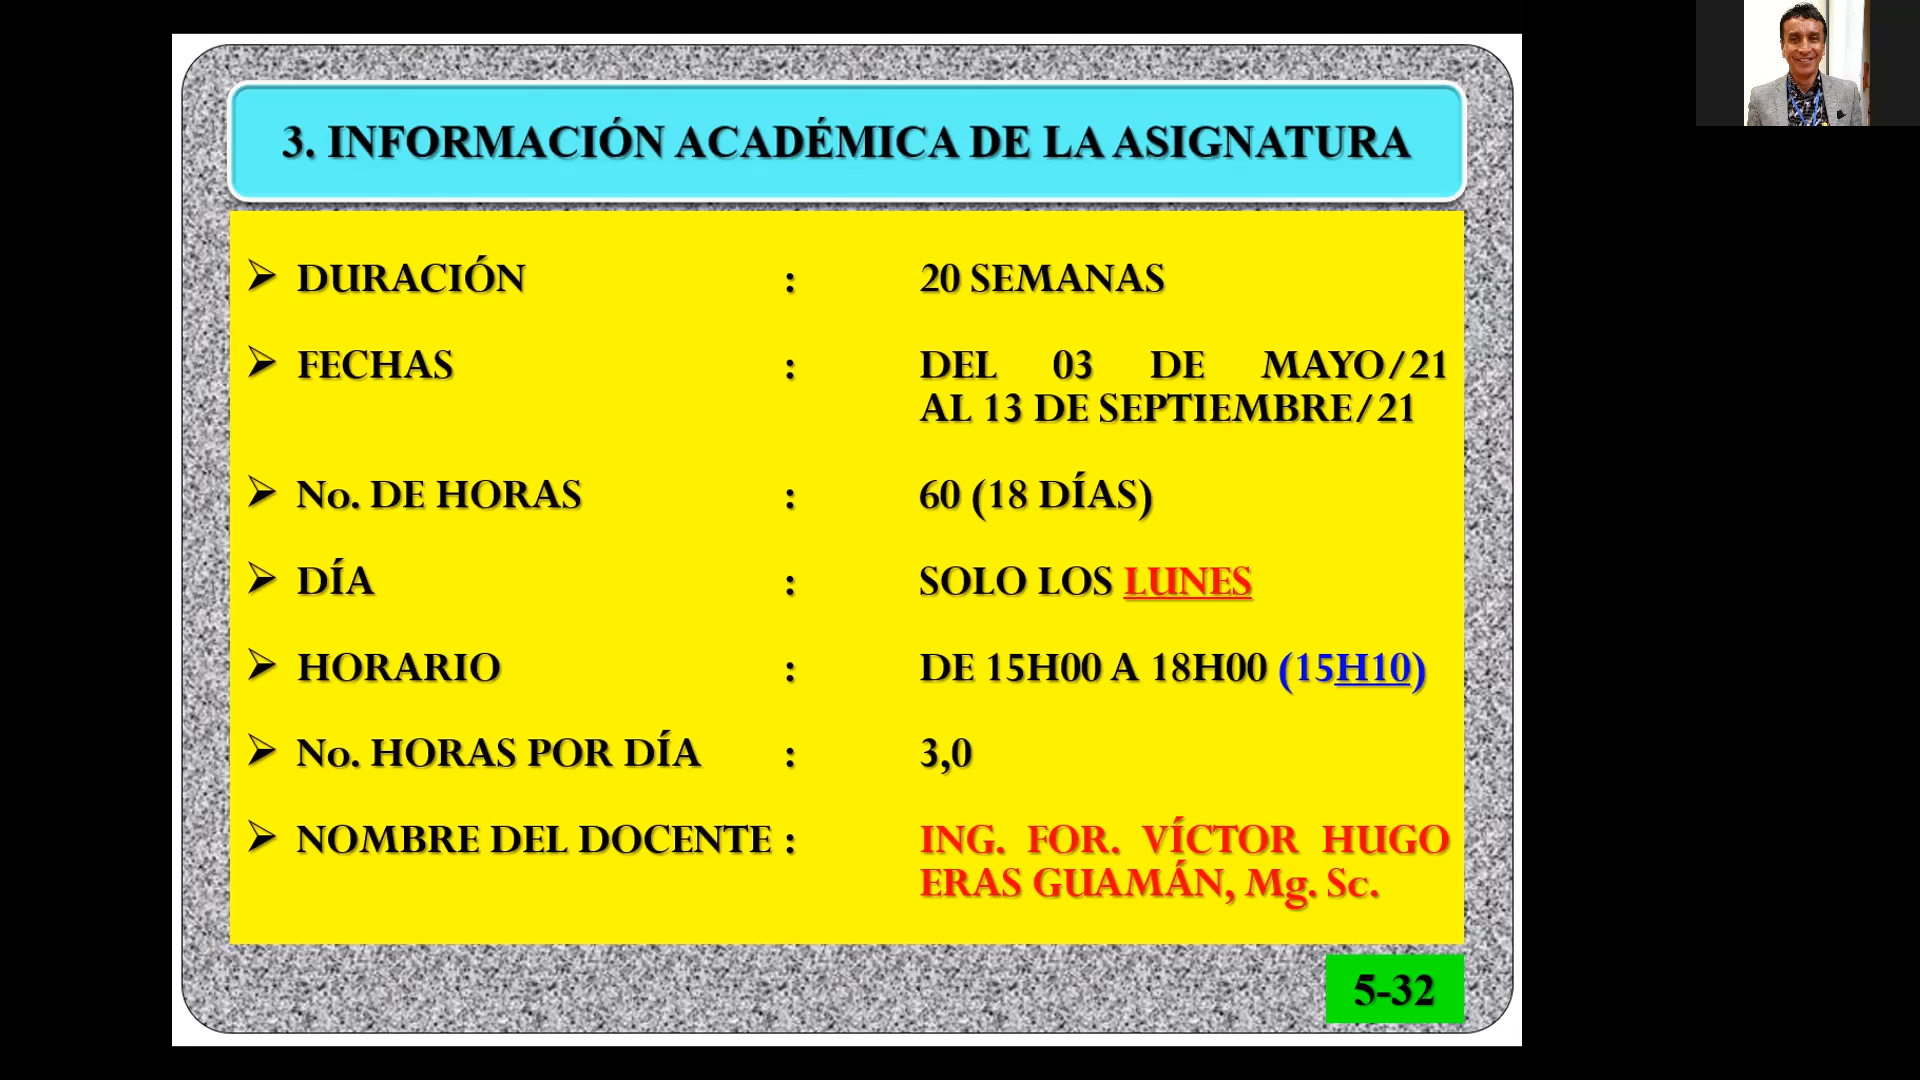 3. INFORMACIÓN ACADÉMICA DE LA ASIGNATURA
➢ DURACIÓN : 20 SEMANAS
➢ FECHAS : DEL 03 DE MAYO/21
AL 13 DE SEPTIEMBRE/21
➢ No. DE HORAS : 60 (18 DÍAS)
➢ DÍA : SOLO LOS LUNES
➢ HORARIO : DE 15H00 A 18H00 (15H10)
➢ No. HORAS POR DÍA : 3,0
➢ NOMBRE DEL DOCENTE : ING. FOR. VÍCTOR HUGO
ERAS GUAMÁN, Mg. Sc.
5-32